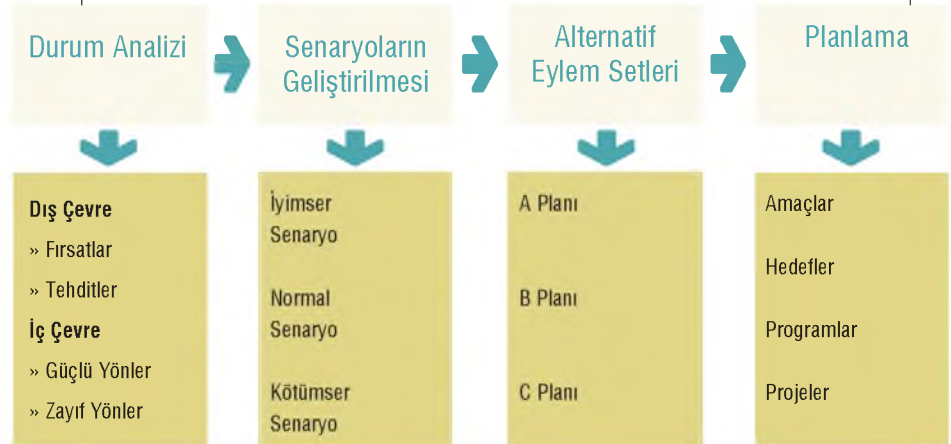 Durum Analizi
Senaryoların
Geliştirilmesi
Alternatif
Eylem Setleri
Planlama
Dış Çevre
» Fırsatlar
» Tehditler
İç Çevre
» Güçlü Yönler
» Zayıf Yönler
İyimser
Senaryo
Normal
Senaryo
Kötümser
Senaryo
A Planı
B Planı
C Planı
Amaçlar
Hedefler
Programlar
Projeler